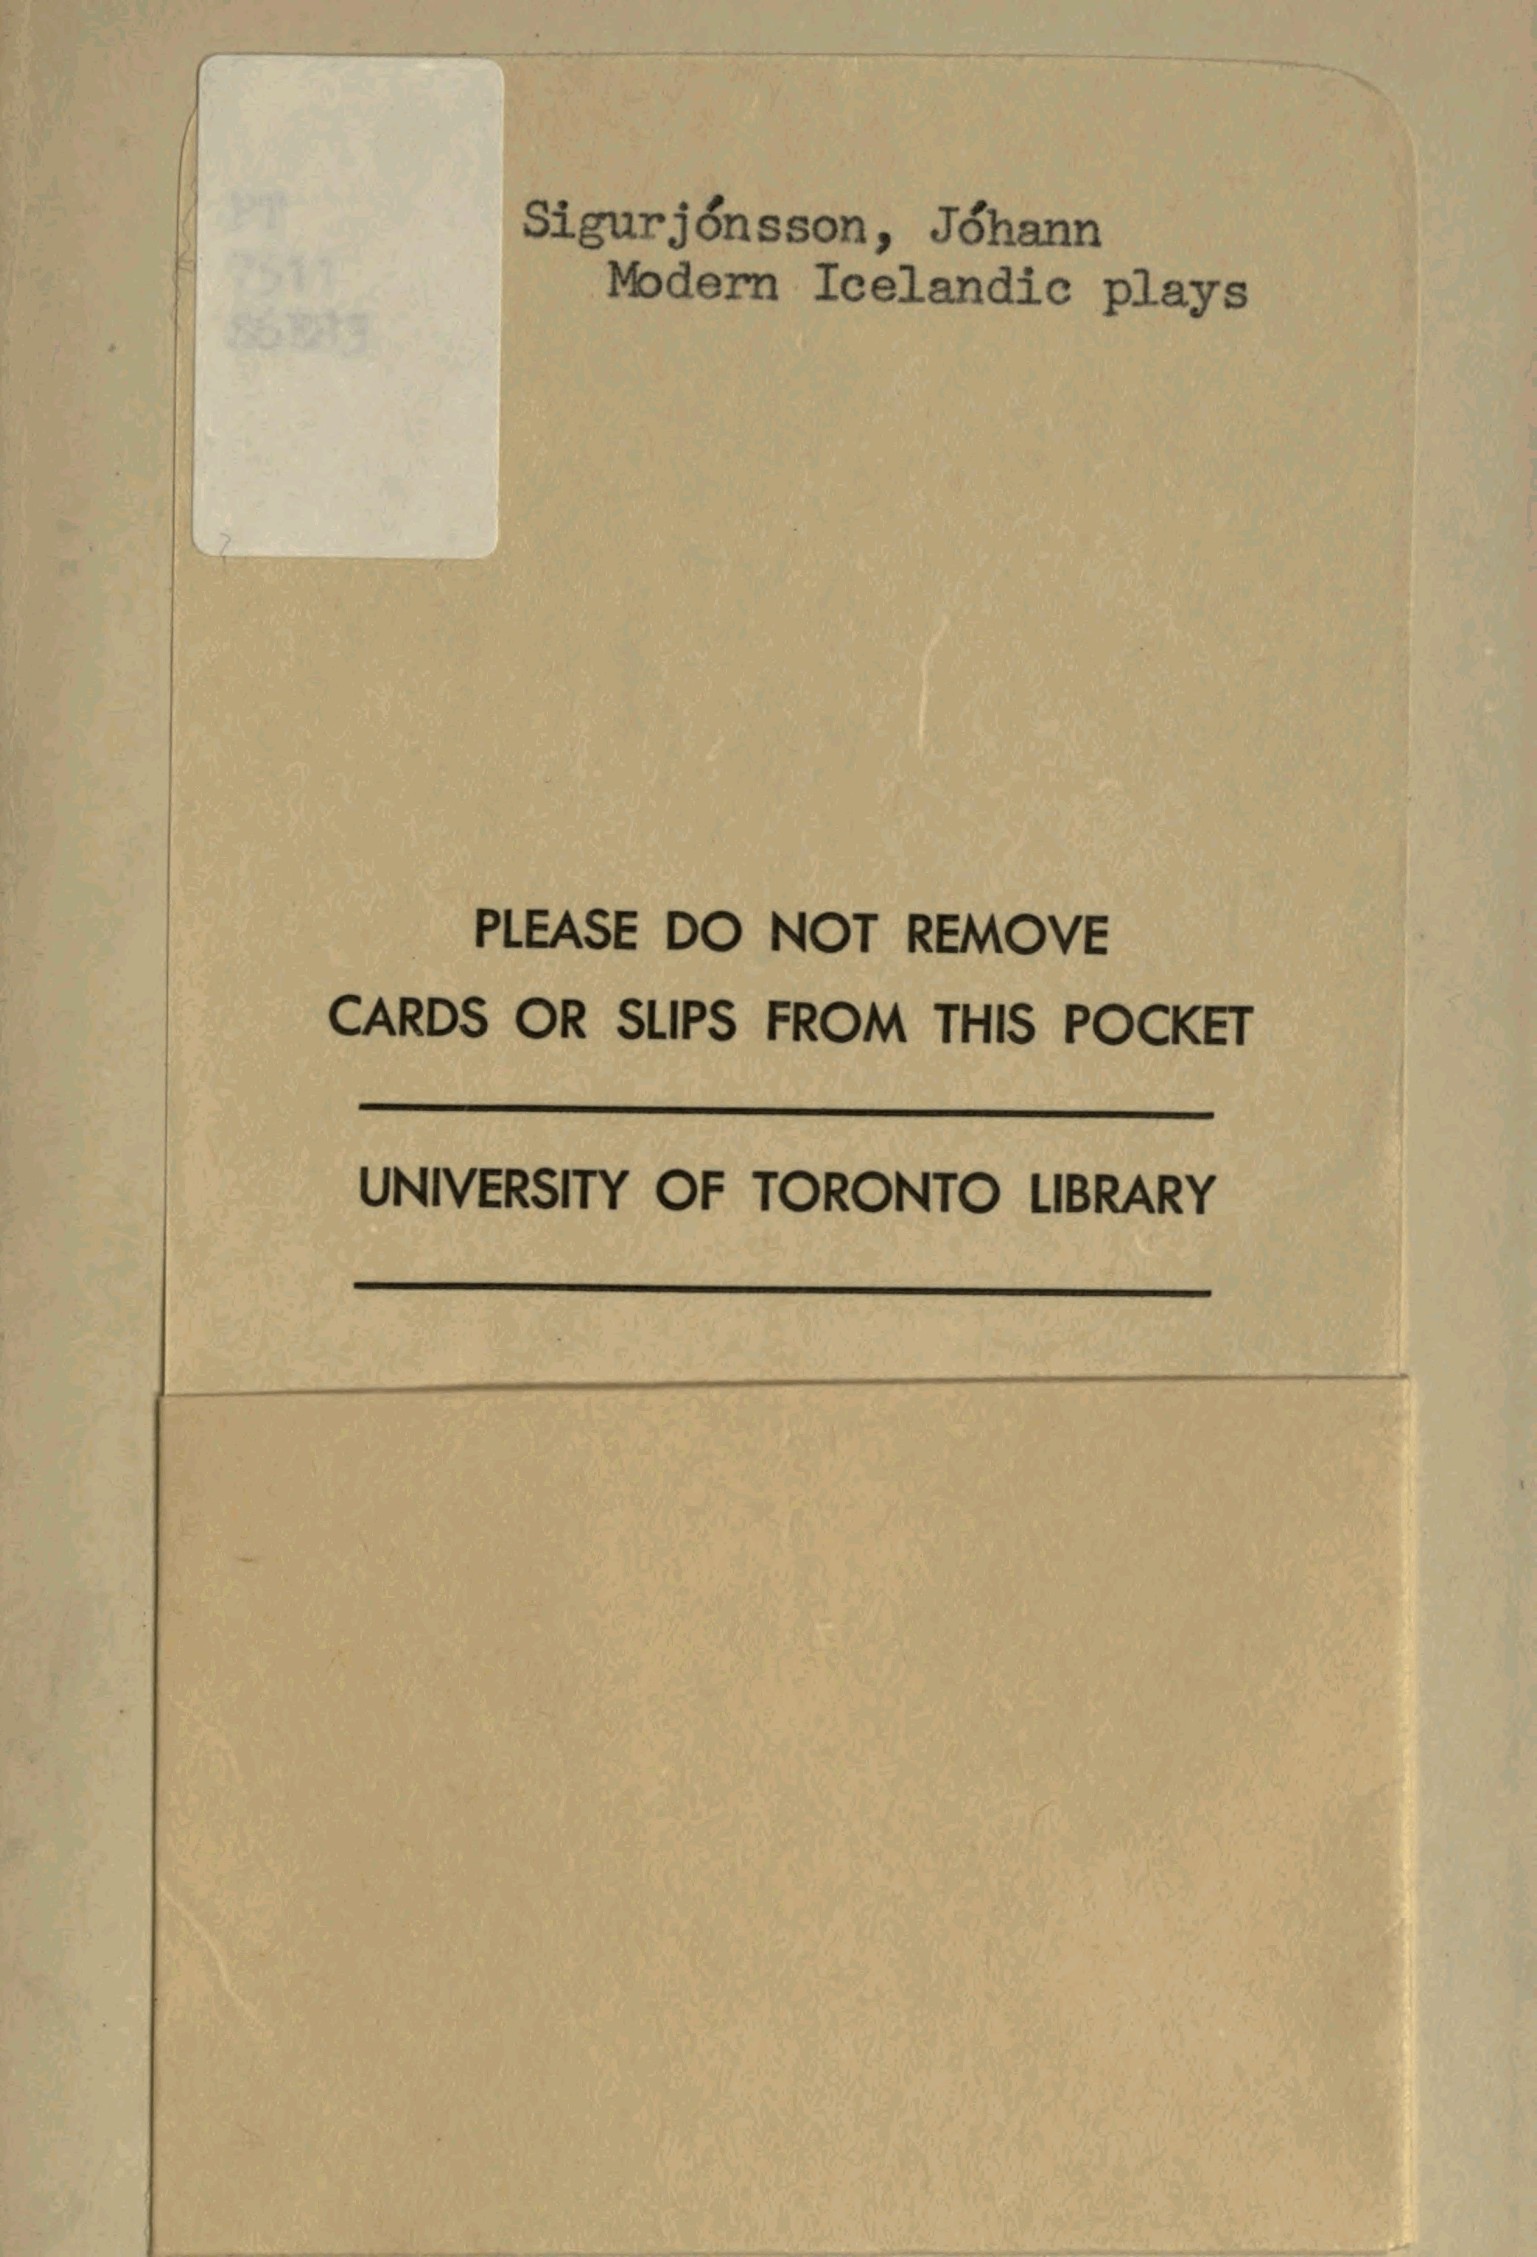 PT
7511
Sigurjónsson, Jóhann
Modern Icelandic plays
PLEASE DO NOT REMOVE
CARDS OR SLIPS FROM THIS POCKET
UNIVERSITY OF TORONTO LIBRARY